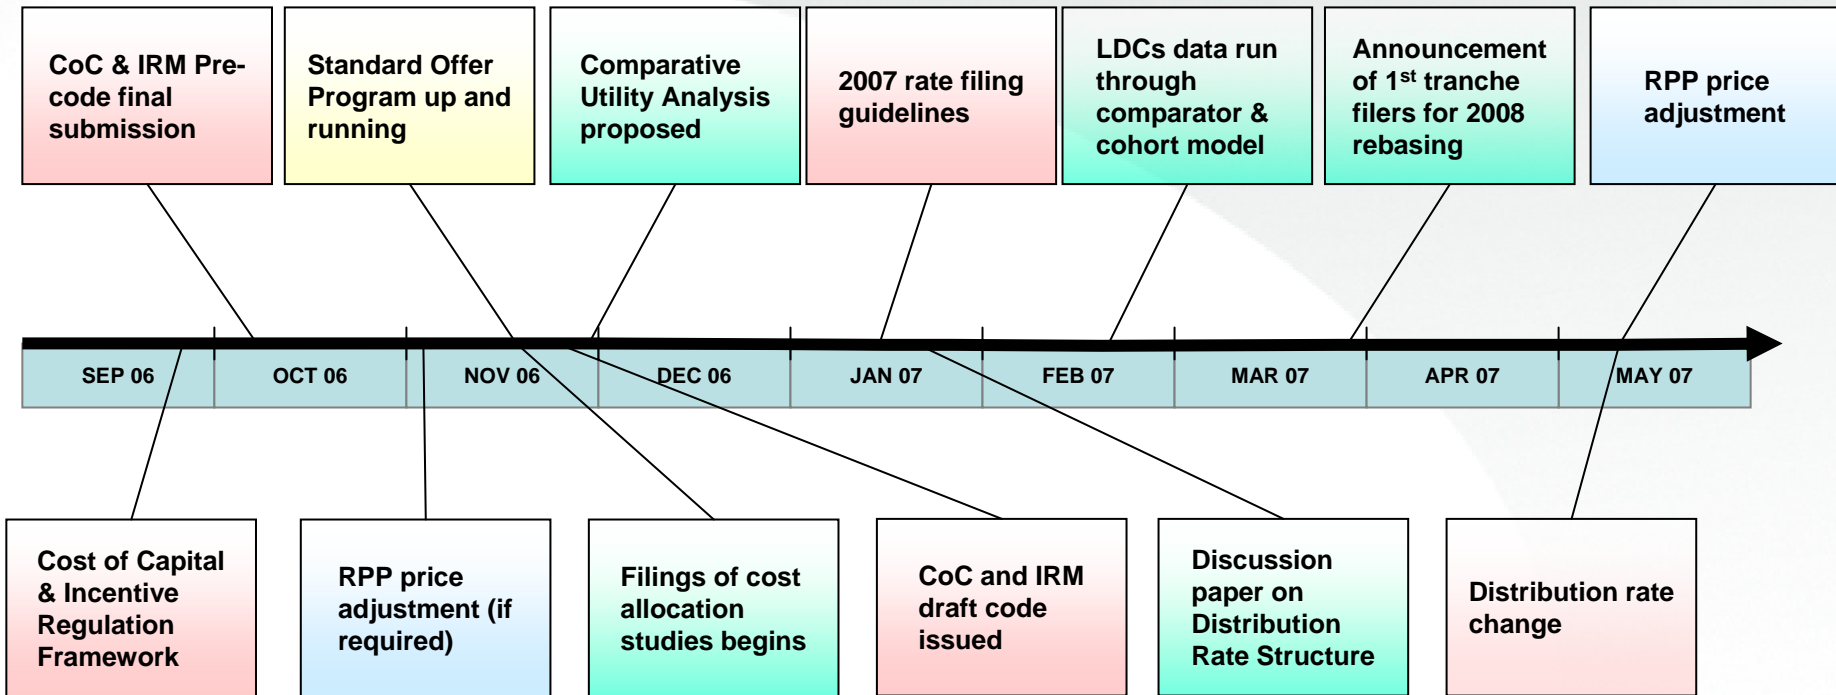 CoC & IRM Pre-
code final
submission
Standard Offer
Program up and
running
Comparative
Utility Analysis
proposed
2007 rate filing
guidelines
LDCs data run
through
comparator &
cohort model
Announcement
of 1st tranche
filers for 2008
rebasing
RPP price
adjustment
SEP 06
OCT 06
NOV 06
DEC 06
JAN 07
FEB 07
MAR 07
APR 07
MAY 07
Cost of Capital
& Incentive
Regulation
Framework
RPP price
adjustment (if
required)
Filings of cost
allocation
studies begins
CoC and IRM
draft code
issued
Discussion
paper on
Distribution
Rate Structure
Distribution rate
change